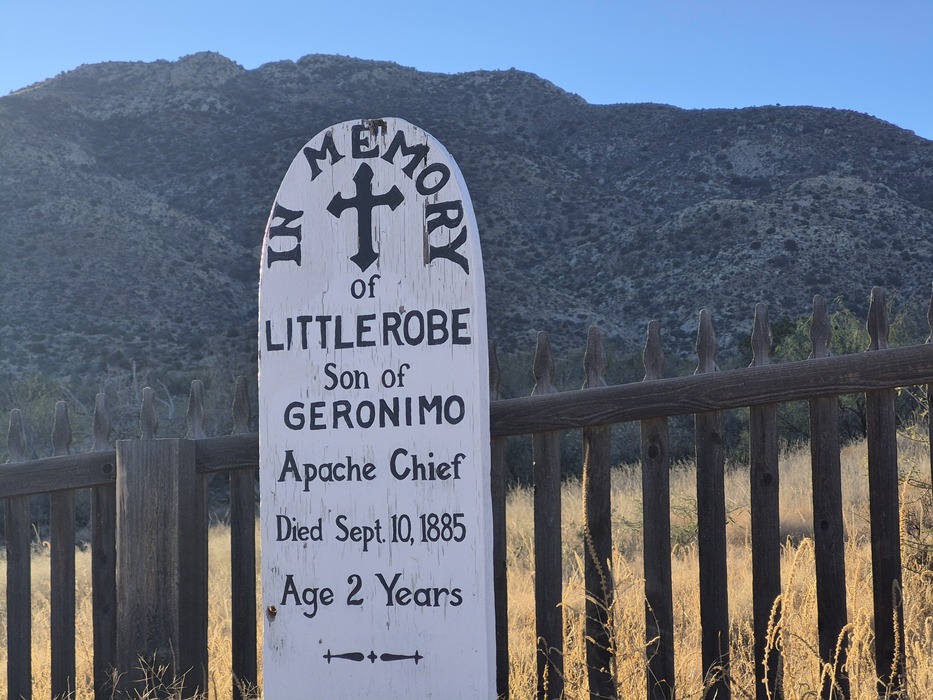 IN MEMORY
of
LITTLEROBE
Son of
GERONIMO
Apache Chief
Died Sept. 10, 1885
Age 2 Years